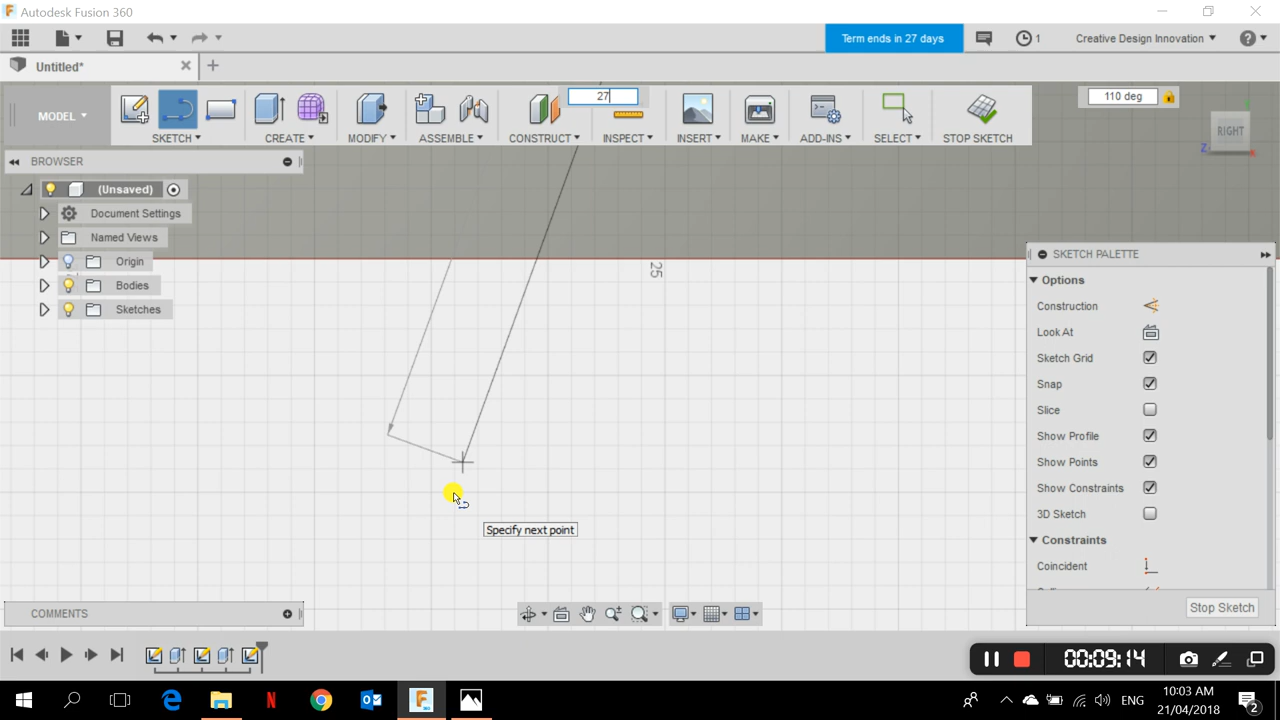 Autodesk Fusion 360
Term ends in 27 days
1
Creative Design Innovation
Untitled*
27
110 deg
MODEL
SKETCH
CREATE
MODIFY
ASSEMBLE
CONSTRUCT
INSPECT
INSERT
MAKE
ADD-INS
SELECT
STOP SKETCH
RIGHT
Z
X
BROWSER
(Unsaved)
Document Settings
Named Views
Origin
Bodies
Sketches
25
SKETCH PALETTE
Options
Construction
Look At
Sketch Grid
Snap
Slice
Show Profile
Show Points
Show Constraints
3D Sketch
Constraints
Coincident
Specify next point
COMMENTS
Stop Sketch
00:09:14
ENG
10:03 AM
21/04/2018
2